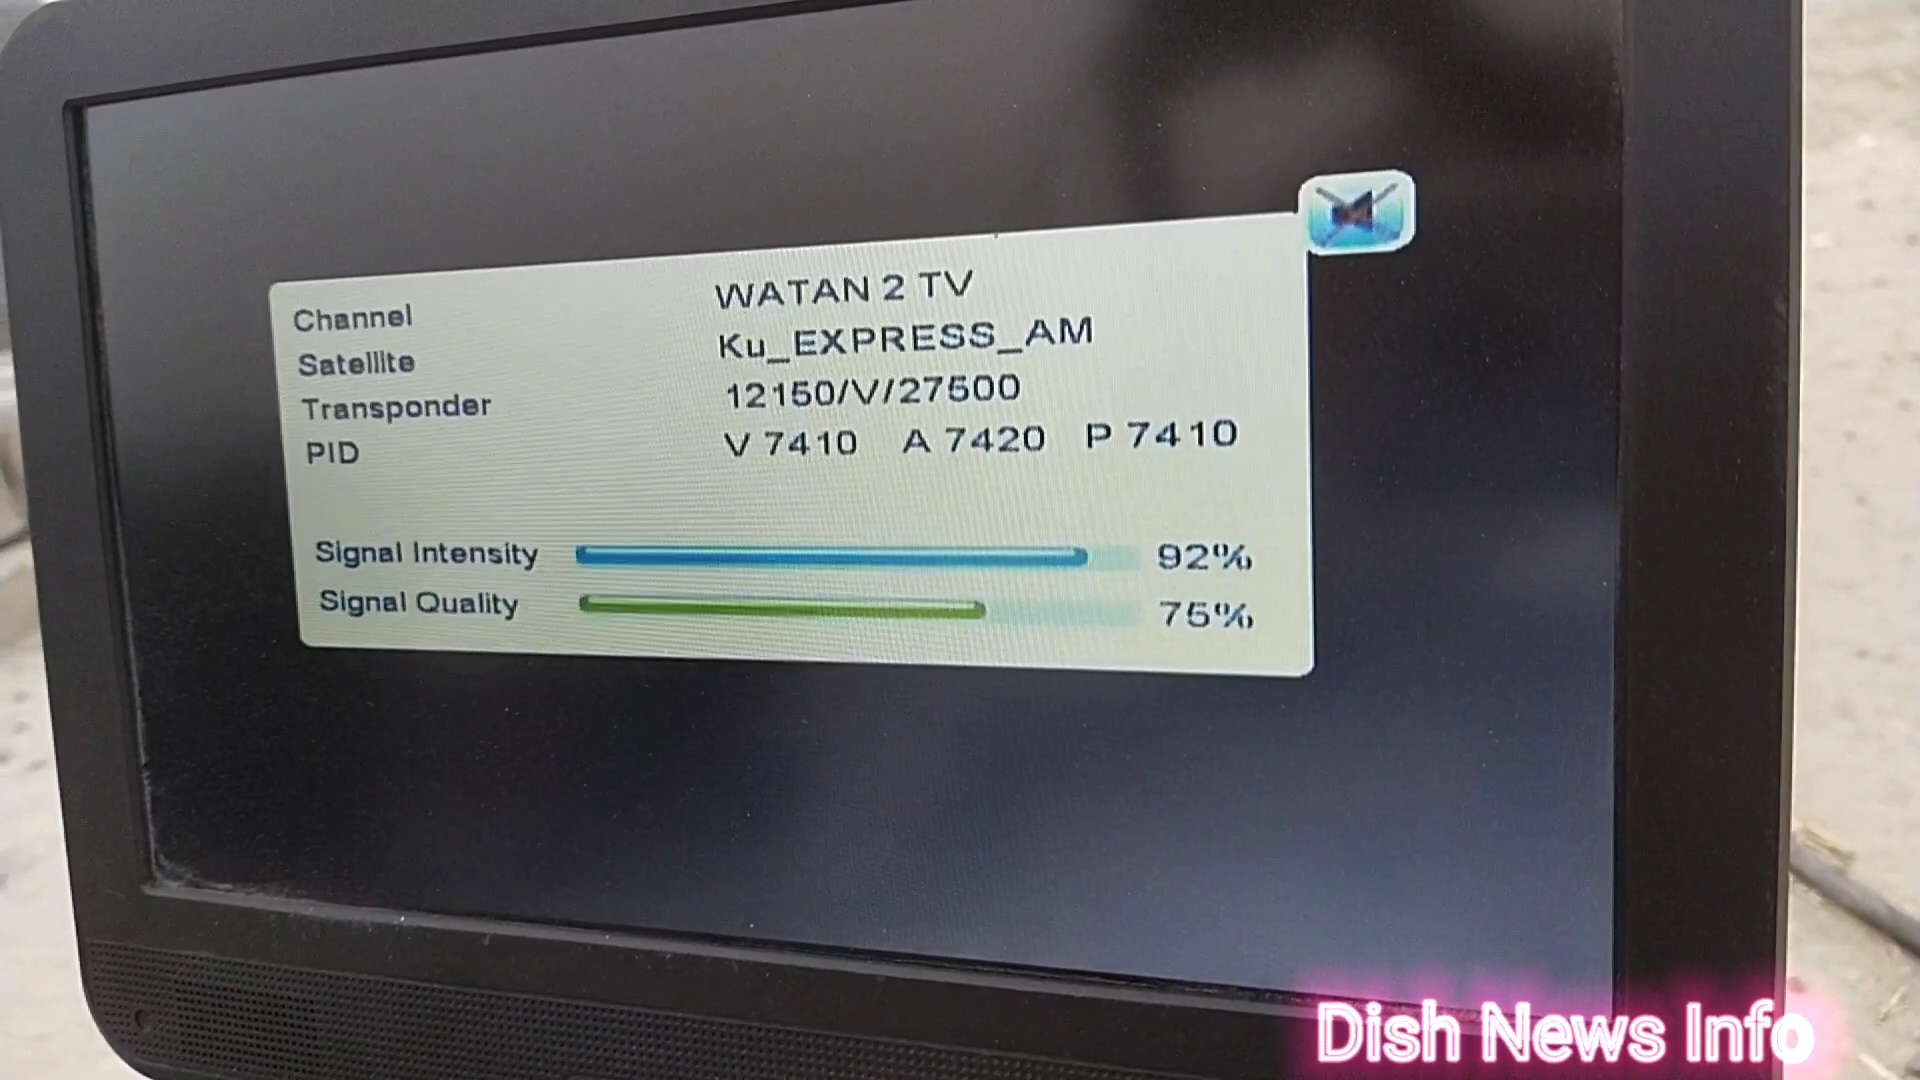 Channel WATAN 2 TV
Satellite Ku_EXPRESS_AM
Transponder 12150/V/27500
PID V 7410 A 7420 P 7410
Signal Intensity 92%
Signal Quality 75%
Dish News Info